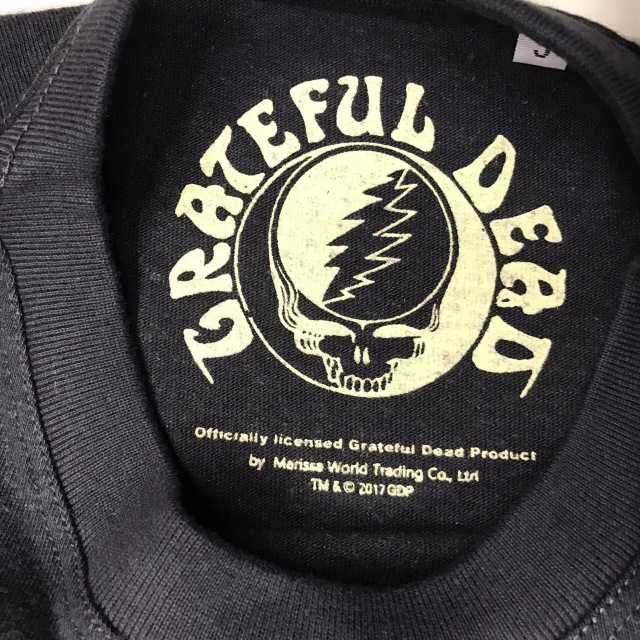 GRATEFUL DEAD
Officially licensed Grateful Dead Product
by Marissa World Trading Co., Ltd
TM & © 2017 GDP